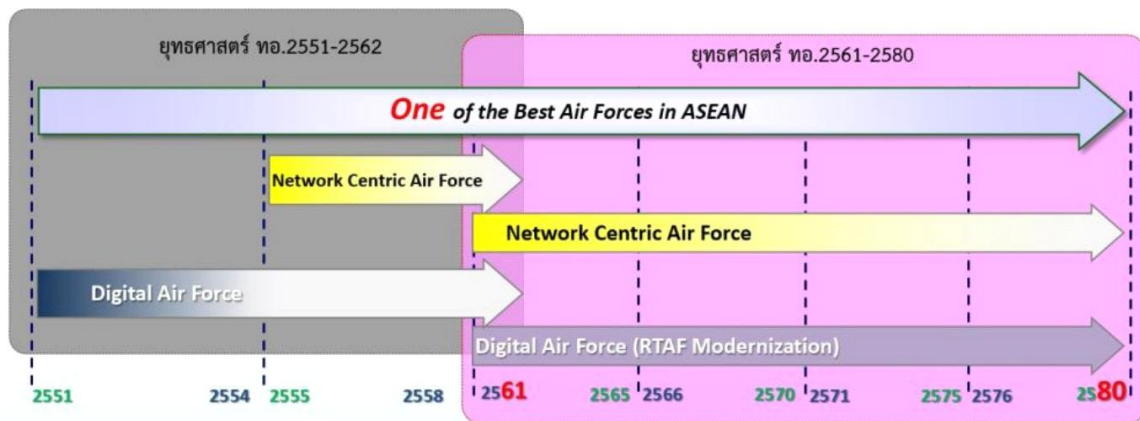 ยุทธศาสตร์ ทอ.2551-2562
ยุทธศาสตร์ ทอ.2561-2580
One of the Best Air Forces in ASEAN
Network Centric Air Force
Network Centric Air Force
Digital Air Force
Digital Air Force (RTAF Modernization)
2551 2554 2555 2558 2561 2565 2566 2570 2571 2575 2576 2580